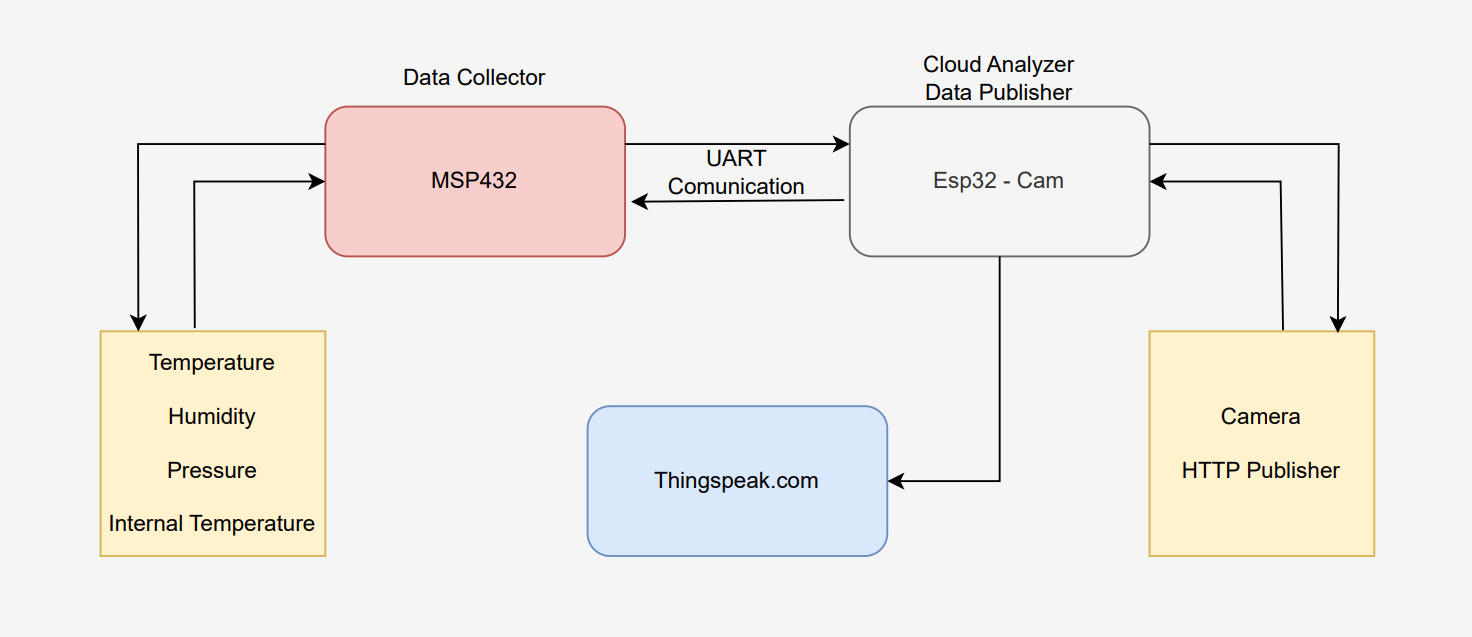 Data Collector
Cloud Analyzer
Data Publisher
MSP432
UART
Comunication
Esp32 - Cam
Temperature
Humidity
Pressure
Internal Temperature
Thingspeak.com
Camera
HTTP Publisher